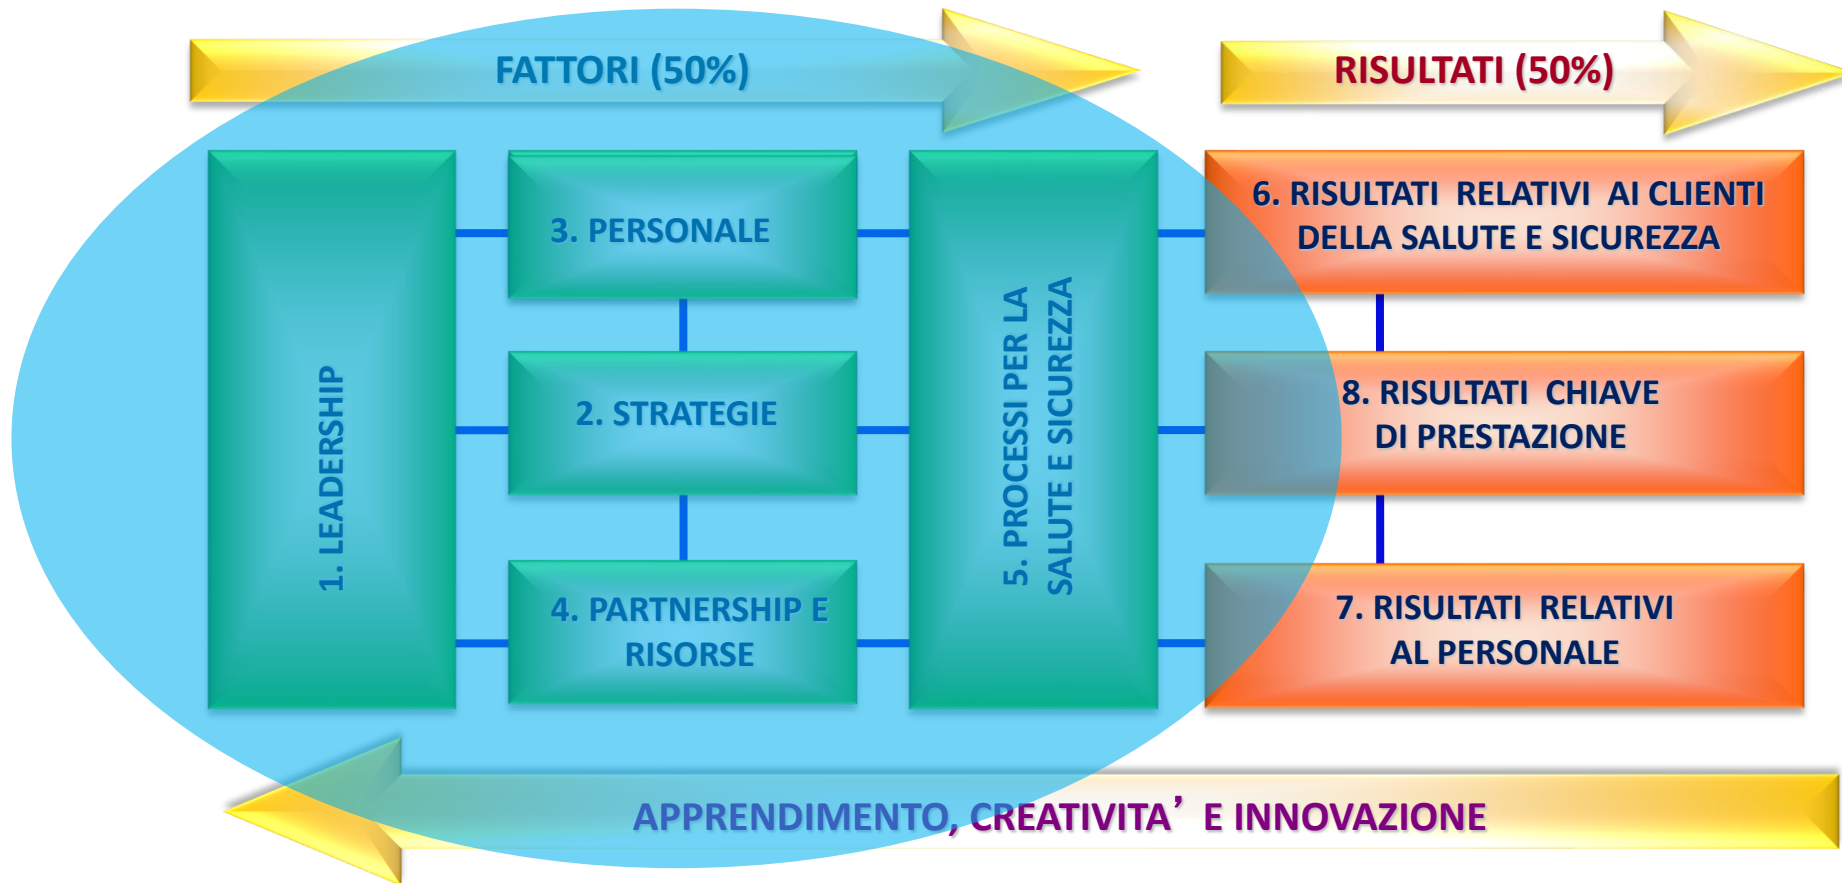 FATTORI (50%)
RISULTATI (50%)
1. LEADERSHIP
3. PERSONALE
2. STRATEGIE
4. PARTNERSHIP E
RISORSE
5. PROCESSI PER LA
SALUTE E SICUREZZA
6. RISULTATI RELATIVI AI CLIENTI
DELLA SALUTE E SICUREZZA
8. RISULTATI CHIAVE
DI PRESTAZIONE
7. RISULTATI RELATIVI
AL PERSONALE
APPRENDIMENTO, CREATIVITA’ E INNOVAZIONE